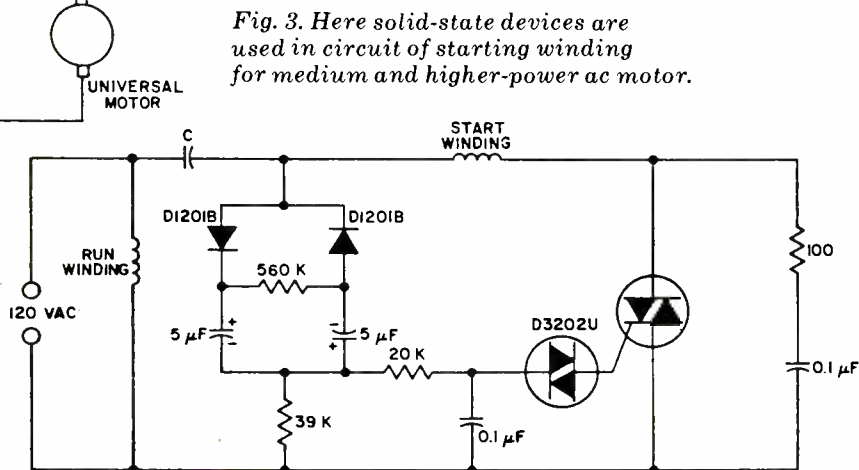 Fig. 3. Here solid-state devices are
used in circuit of starting winding
for medium and higher-power ac motor.
UNIVERSAL
MOTOR
C
START
WINDING
D1201B
D1201B
RUN
WINDING
560 K
100
120 VAC
5 μF
+
-
-
+
5 μF
D3202U
20 K
0.1 μF
39 K
0.1 μF